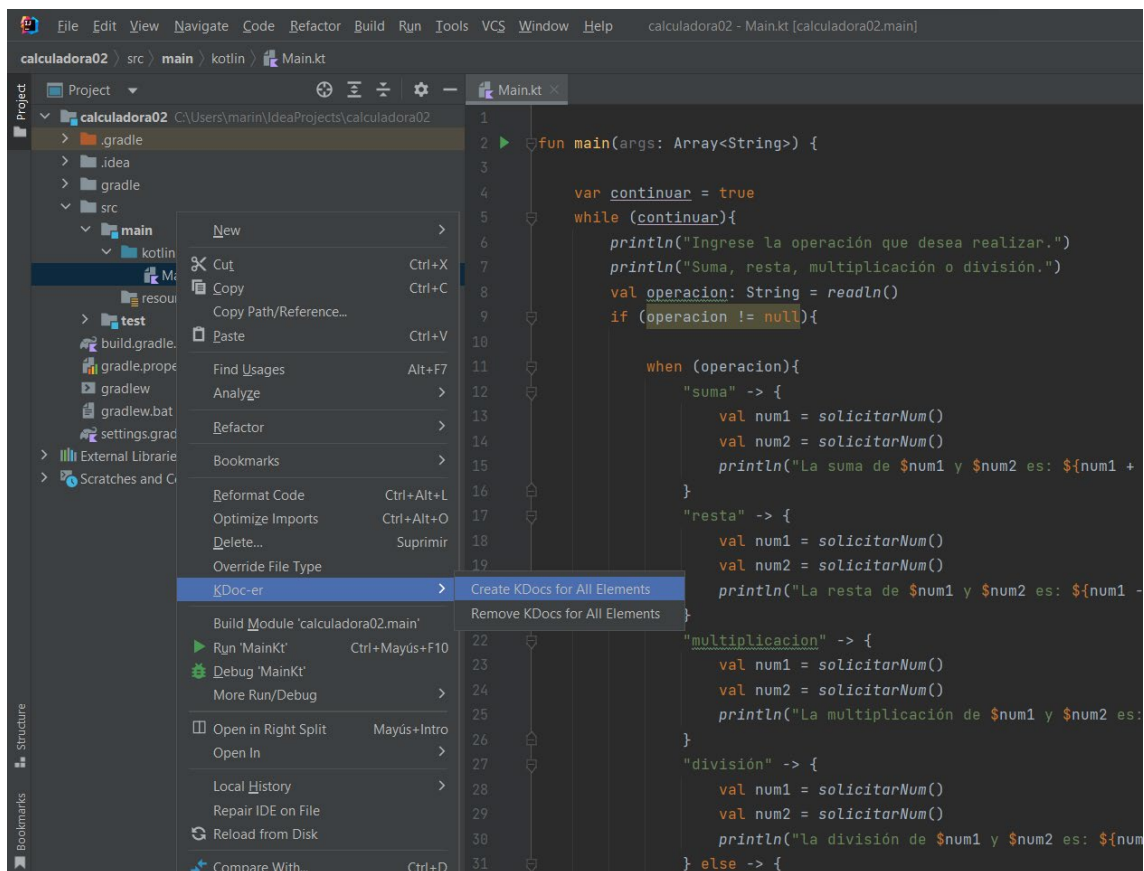 File Edit View Navigate Code Refactor Build Run Tools VCS Window Help calculadora02 - Main.kt [calculadora02.main]
calculadora02 〉 src 〉 main 〉 kotlin 〉 Main.kt
Project
Structure
Bookmarks
Project
calculadora02 C:\Users\marin\IdeaProjects\calculadora02
.gradle
.idea
gradle
src
main
kotlin
Ma
resou
test
build.gradle.
gradle.prope
gradlew
gradlew.bat
settings.grad
External Librarie
Scratches and Co
New
Cut Ctrl+X
Copy Ctrl+C
Copy Path/Reference...
Paste Ctrl+V
Find Usages Alt+F7
Analyze
Refactor
Bookmarks
Reformat Code Ctrl+Alt+L
Optimize Imports Ctrl+Alt+O
Delete... Suprimir
Override File Type
KDoc-er
Build Module 'calculadora02.main'
Run 'MainKt' Ctrl+Mayús+F10
Debug 'MainKt'
More Run/Debug
Open in Right Split Mayús+Intro
Open In
Local History
Repair IDE on File
Reload from Disk
Compare With... Ctrl+D
Create KDocs for All Elements
Remove KDocs for All Elements
Main.kt
1
2 fun main(args: Array<String>) {
3
4 var continuar = true
5 while (continuar){
6 println("Ingrese la operación que desea realizar.")
7 println("Suma, resta, multiplicación o división.")
8 val operacion: String = readln()
9 if (operacion != null){
10
11 when (operacion){
12 "suma" -> {
13 val num1 = solicitarNum()
14 val num2 = solicitarNum()
15 println("La suma de $num1 y $num2 es: ${num1 +
16 }
17 "resta" -> {
18 val num1 = solicitarNum()
19 val num2 = solicitarNum()
println("La resta de $num1 y $num2 es: ${num1 -
}
22 "multiplicacion" -> {
23 val num1 = solicitarNum()
24 val num2 = solicitarNum()
25 println("La multiplicación de $num1 y $num2 es:
26 }
27 "división" -> {
28 val num1 = solicitarNum()
29 val num2 = solicitarNum()
30 println("la división de $num1 y $num2 es: ${num
31 } else -> {